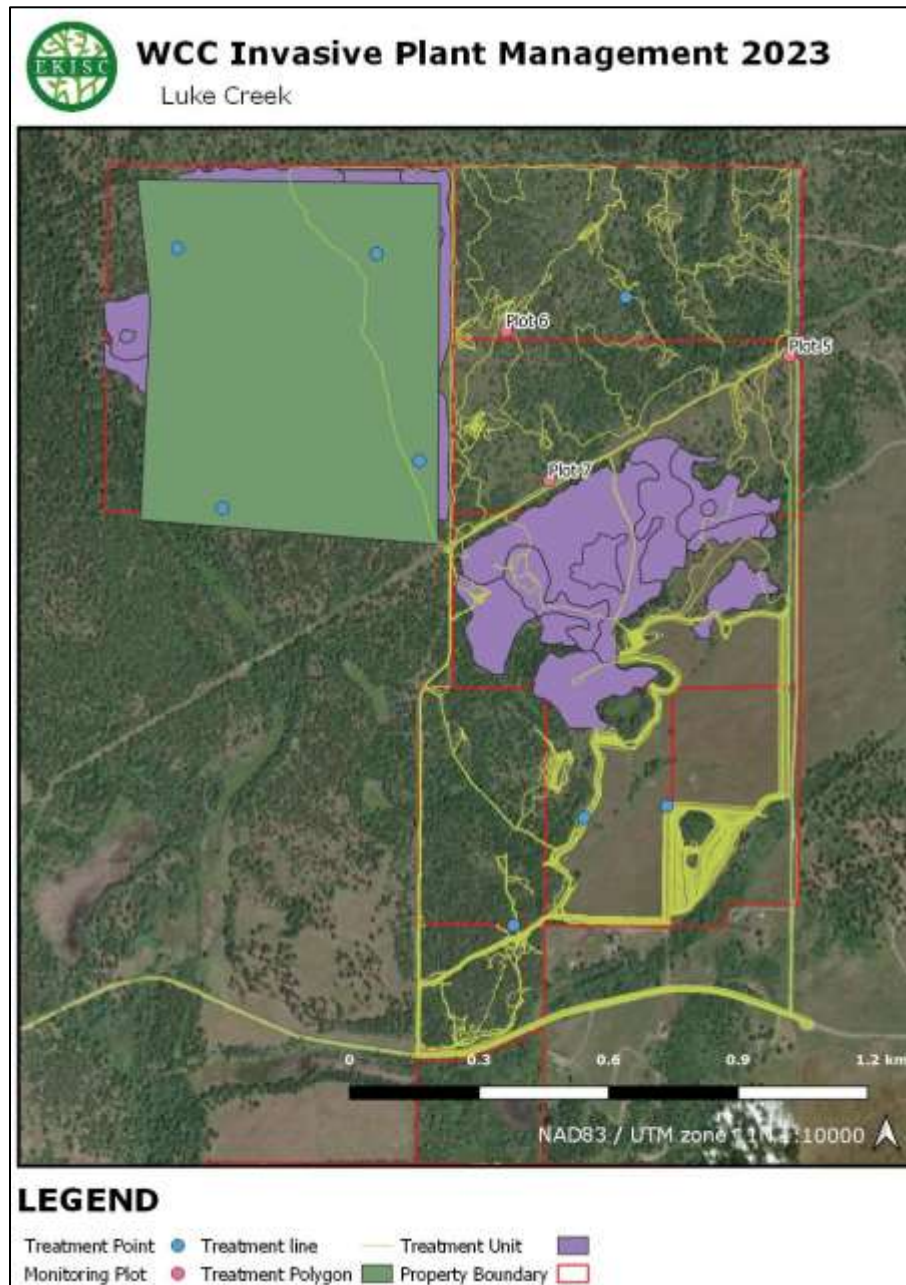 EKISC
WCC Invasive Plant Management 2023
Luke Creek
Plot 6
Plot 5
Plot 7
0 0.3 0.6 0.9 1.2 km
NAD83 / UTM zone 1:10000
LEGEND
Treatment Point Treatment line Treatment Unit
Monitoring Plot Treatment Polygon Property Boundary